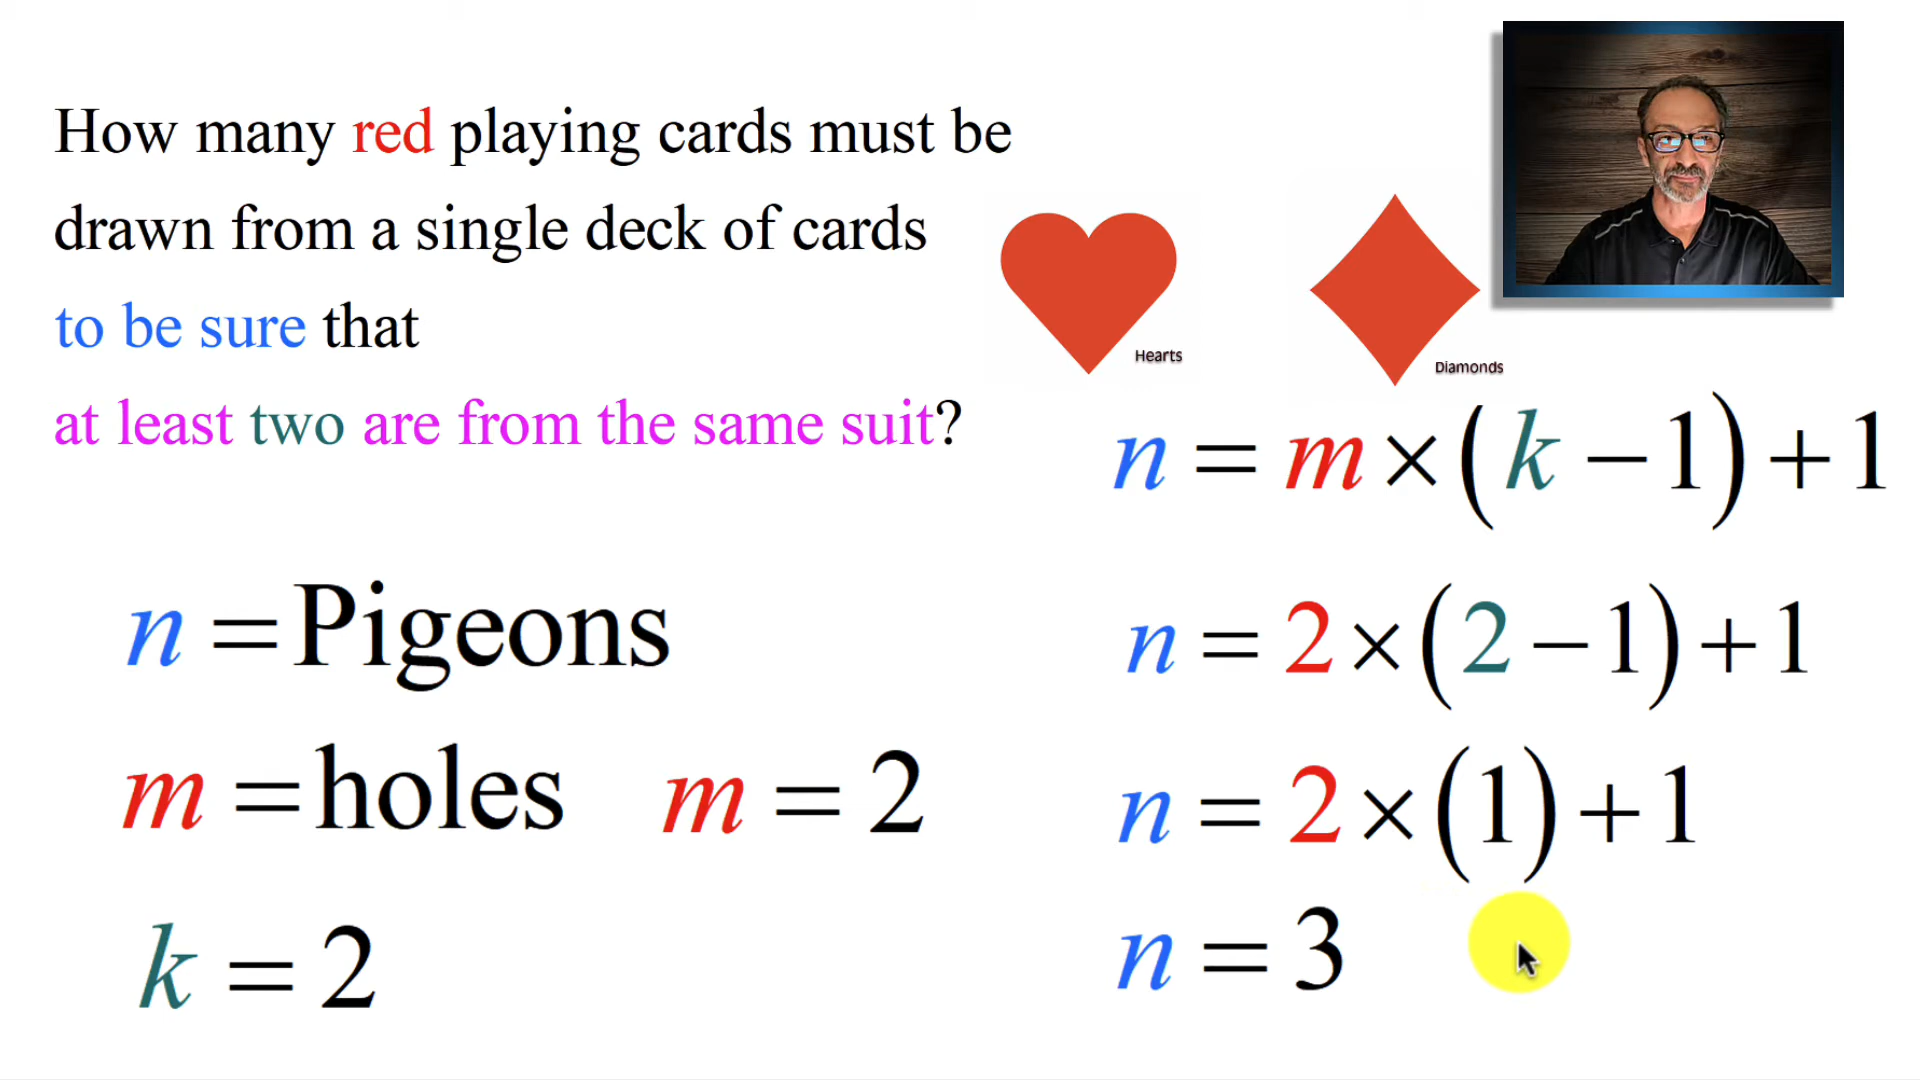 How many red playing cards must be
drawn from a single deck of cards
to be sure that
at least two are from the same suit?
Hearts
Diamonds
n = m × (k − 1) + 1
n = Pigeons
n = 2 × (2 − 1) + 1
m = holes m = 2
n = 2 × (1) + 1
k = 2
n = 3